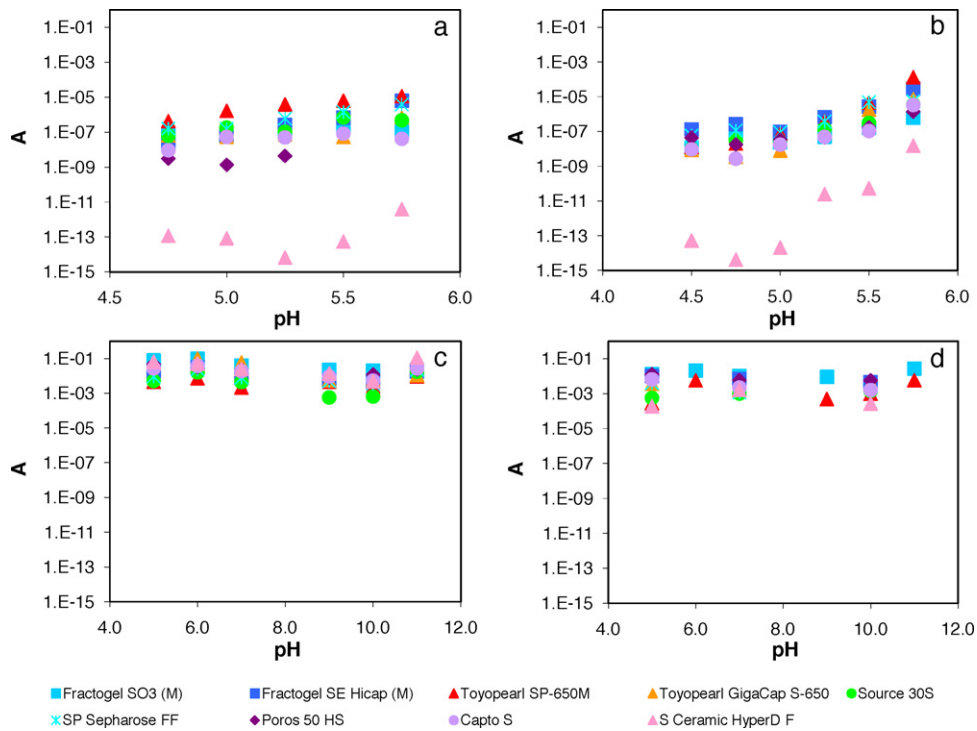 a
1.E-01
1.E-03
1.E-05
1.E-07
1.E-09
1.E-11
1.E-13
1.E-15
A
4.5 5.0 5.5 6.0
pH
b
1.E-01
1.E-03
1.E-05
1.E-07
1.E-09
1.E-11
1.E-13
1.E-15
A
4.0 4.5 5.0 5.5 6.0
pH
c
1.E-01
1.E-03
1.E-05
1.E-07
1.E-09
1.E-11
1.E-13
1.E-15
A
4.0 6.0 8.0 10.0 12.0
pH
d
1.E-01
1.E-03
1.E-05
1.E-07
1.E-09
1.E-11
1.E-13
1.E-15
A
4.0 6.0 8.0 10.0 12.0
pH
Fractogel SO3 (M) Fractogel SE Hicap (M) Toyopearl SP-650M Toyopearl GigaCap S-650 Source 30S
SP Sepharose FF Poros 50 HS Capto S S Ceramic HyperD F